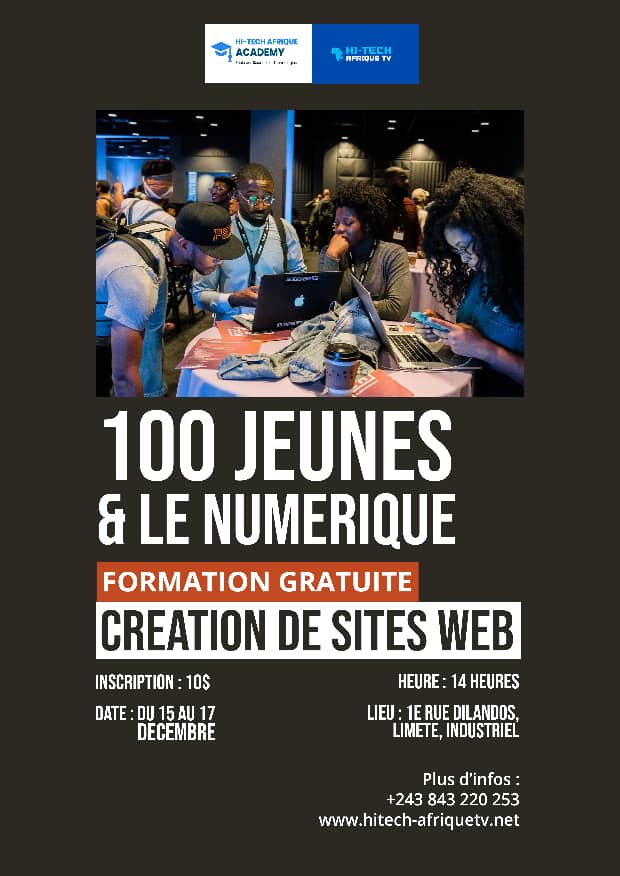 HI-TECH AFRIQUE
ACADEMY
HI-TECH
AFRIQUE TV
100 JEUNES
& LE NUMERIQUE
FORMATION GRATUITE
CREATION DE SITES WEB
INSCRIPTION : 10$
HEURE : 14 HEURES
DATE : DU 15 AU 17
DECEMBRE
LIEU : 1E RUE DILANDOS,
LIMETE, INDUSTRIEL
Plus d'infos :
+243 843 220 253
www.hitech-afriquetv.net